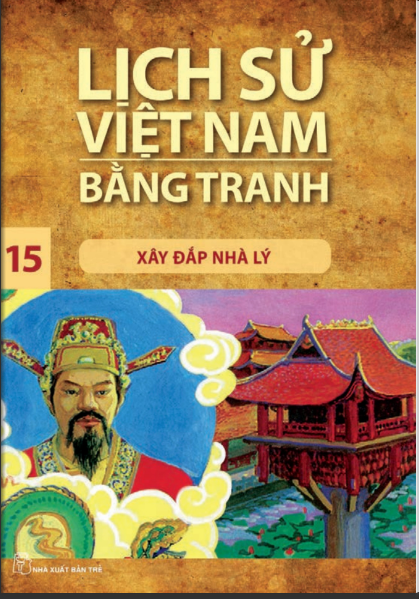 LỊCH SỬ
VIỆT NAM
BẰNG TRANH
15
XÂY ĐẮP NHÀ LÝ
NHÀ XUẤT BẢN TRẺ